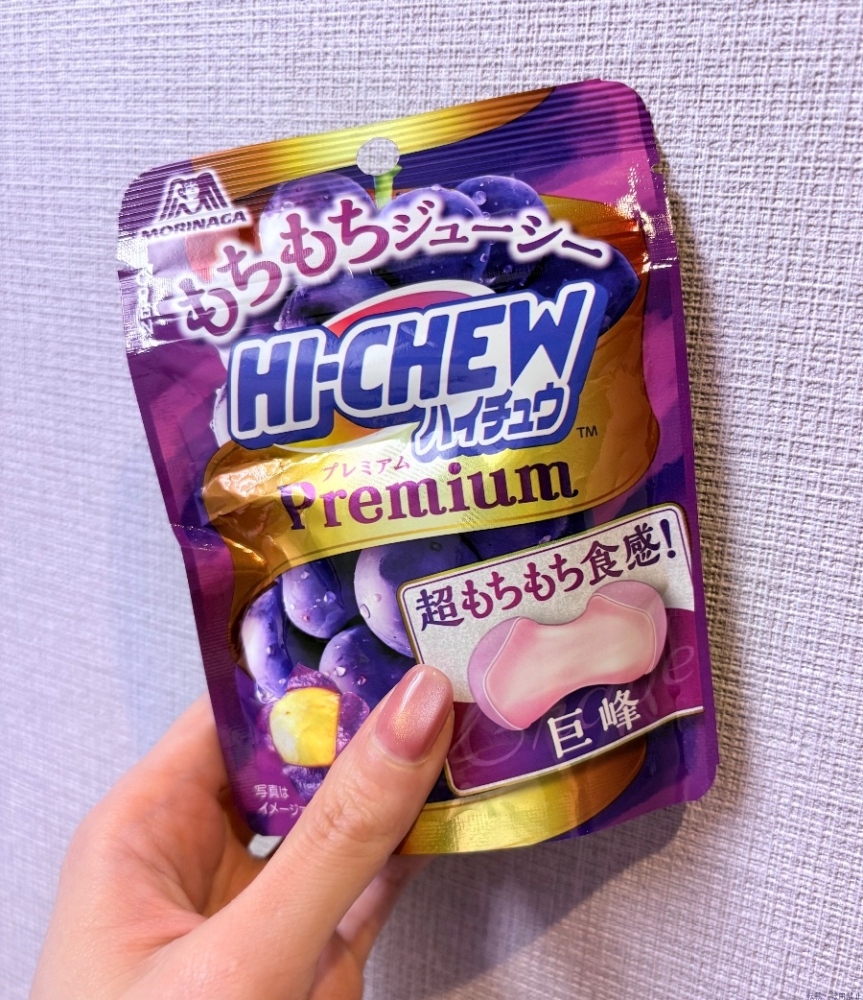 MORINAGA
もちもちジューシー
HI-CHEW
ハイチュウ
TM
プレミアム
Premium
超もちもち食感!
巨峰
写真は
イメージ